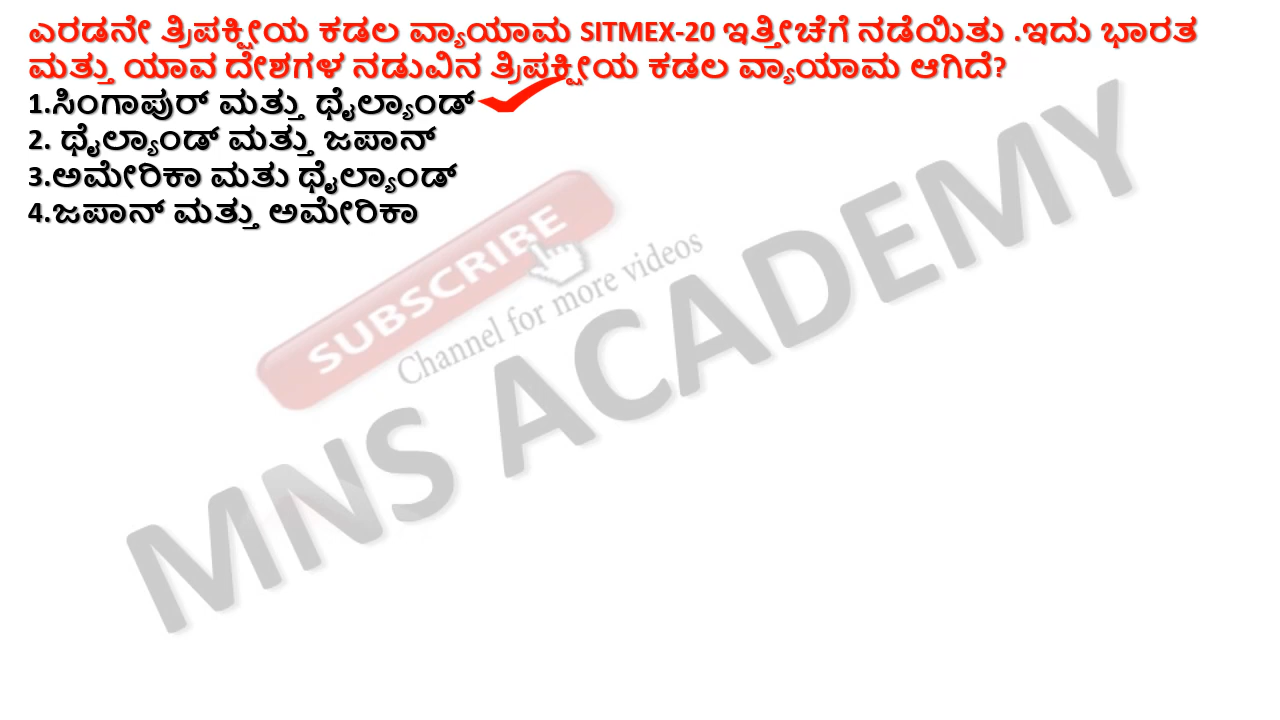 ಎರಡನೇ ತ್ರಿಪಕ್ಷೀಯ ಕಡಲ ವ್ಯಾಯಾಮ SITMEX-20 ಇತ್ತೀಚೆಗೆ ನಡೆಯಿತು .ಇದು ಭಾರತ
ಮತ್ತು ಯಾವ ದೇಶಗಳ ನಡುವಿನ ತ್ರಿಪಕ್ಷೀಯ ಕಡಲ ವ್ಯಾಯಾಮ ಆಗಿದೆ?
1.ಸಿಂಗಾಪುರ್ ಮತ್ತು ಥೈಲ್ಯಾಂಡ್
2. ಥೈಲ್ಯಾಂಡ್ ಮತ್ತು ಜಪಾನ್
3.ಅಮೇರಿಕಾ ಮತು ಥೈಲ್ಯಾಂಡ್
4.ಜಪಾನ್ ಮತ್ತು ಅಮೇರಿಕಾ
SUBSCRIBE
Channel for more videos
MNS ACADEMY